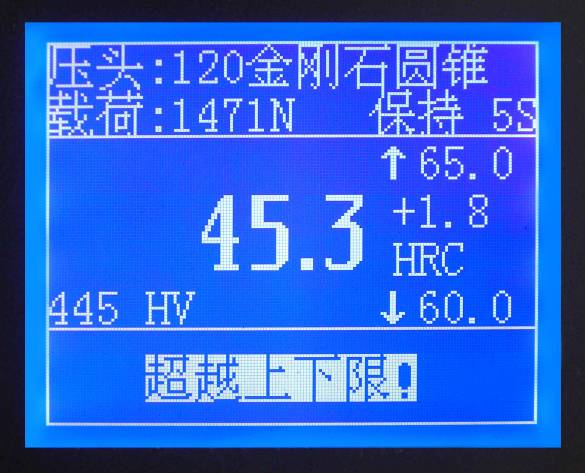 压头:120金刚石圆锥
载荷:1471N 保持 5S
↑65.0
45.3 +1.8
HRC
445 HV ↓60.0
超越上下限!